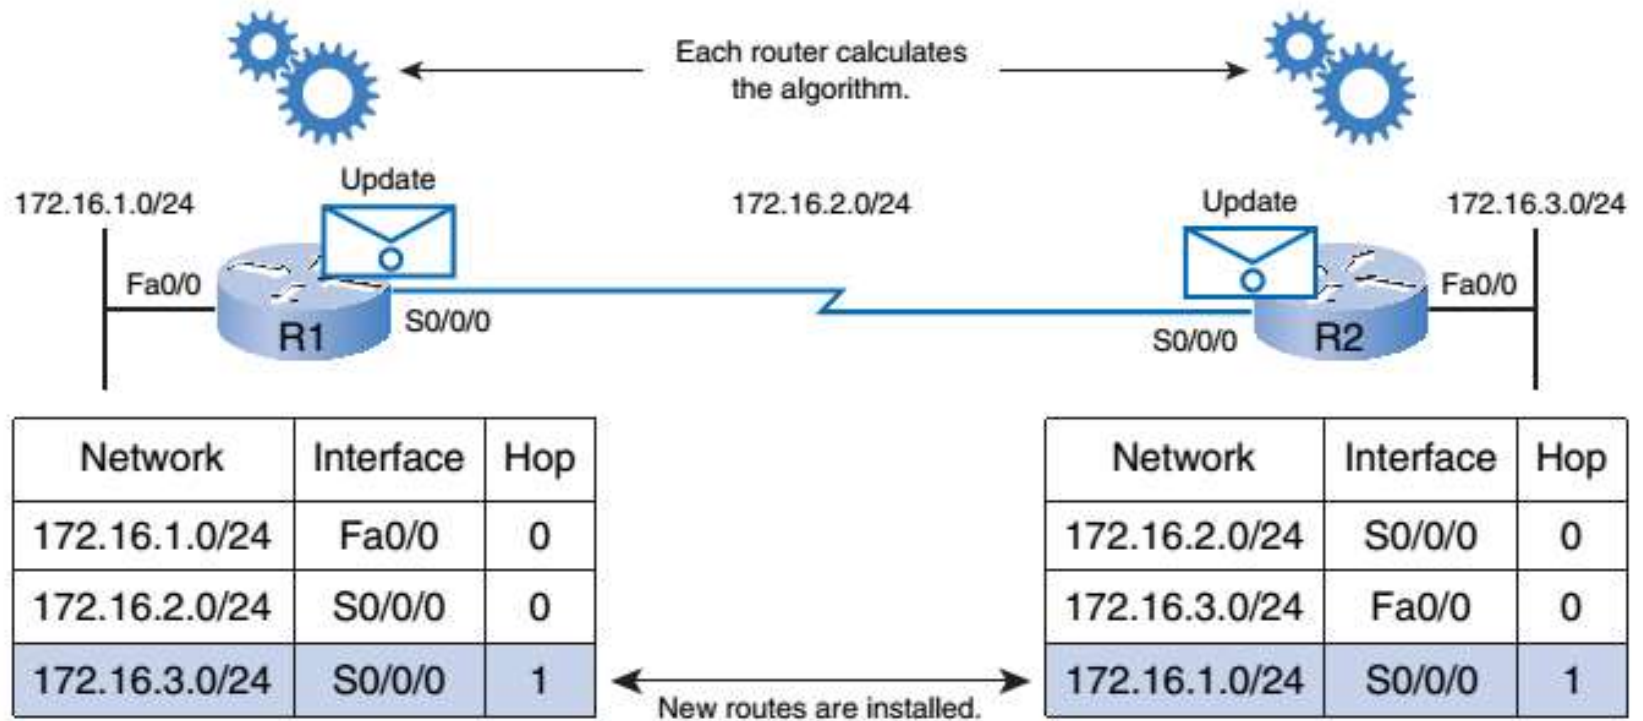 Each router calculates
the algorithm.
Update
172.16.1.0/24
172.16.2.0/24
Update
172.16.3.0/24
Fa0/0
R1
S0/0/0
S0/0/0
R2
Fa0/0
Network Interface Hop
172.16.1.0/24 Fa0/0 0
172.16.2.0/24 S0/0/0 0
172.16.3.0/24 S0/0/0 1
New routes are installed.
Network Interface Hop
172.16.2.0/24 S0/0/0 0
172.16.3.0/24 Fa0/0 0
172.16.1.0/24 S0/0/0 1